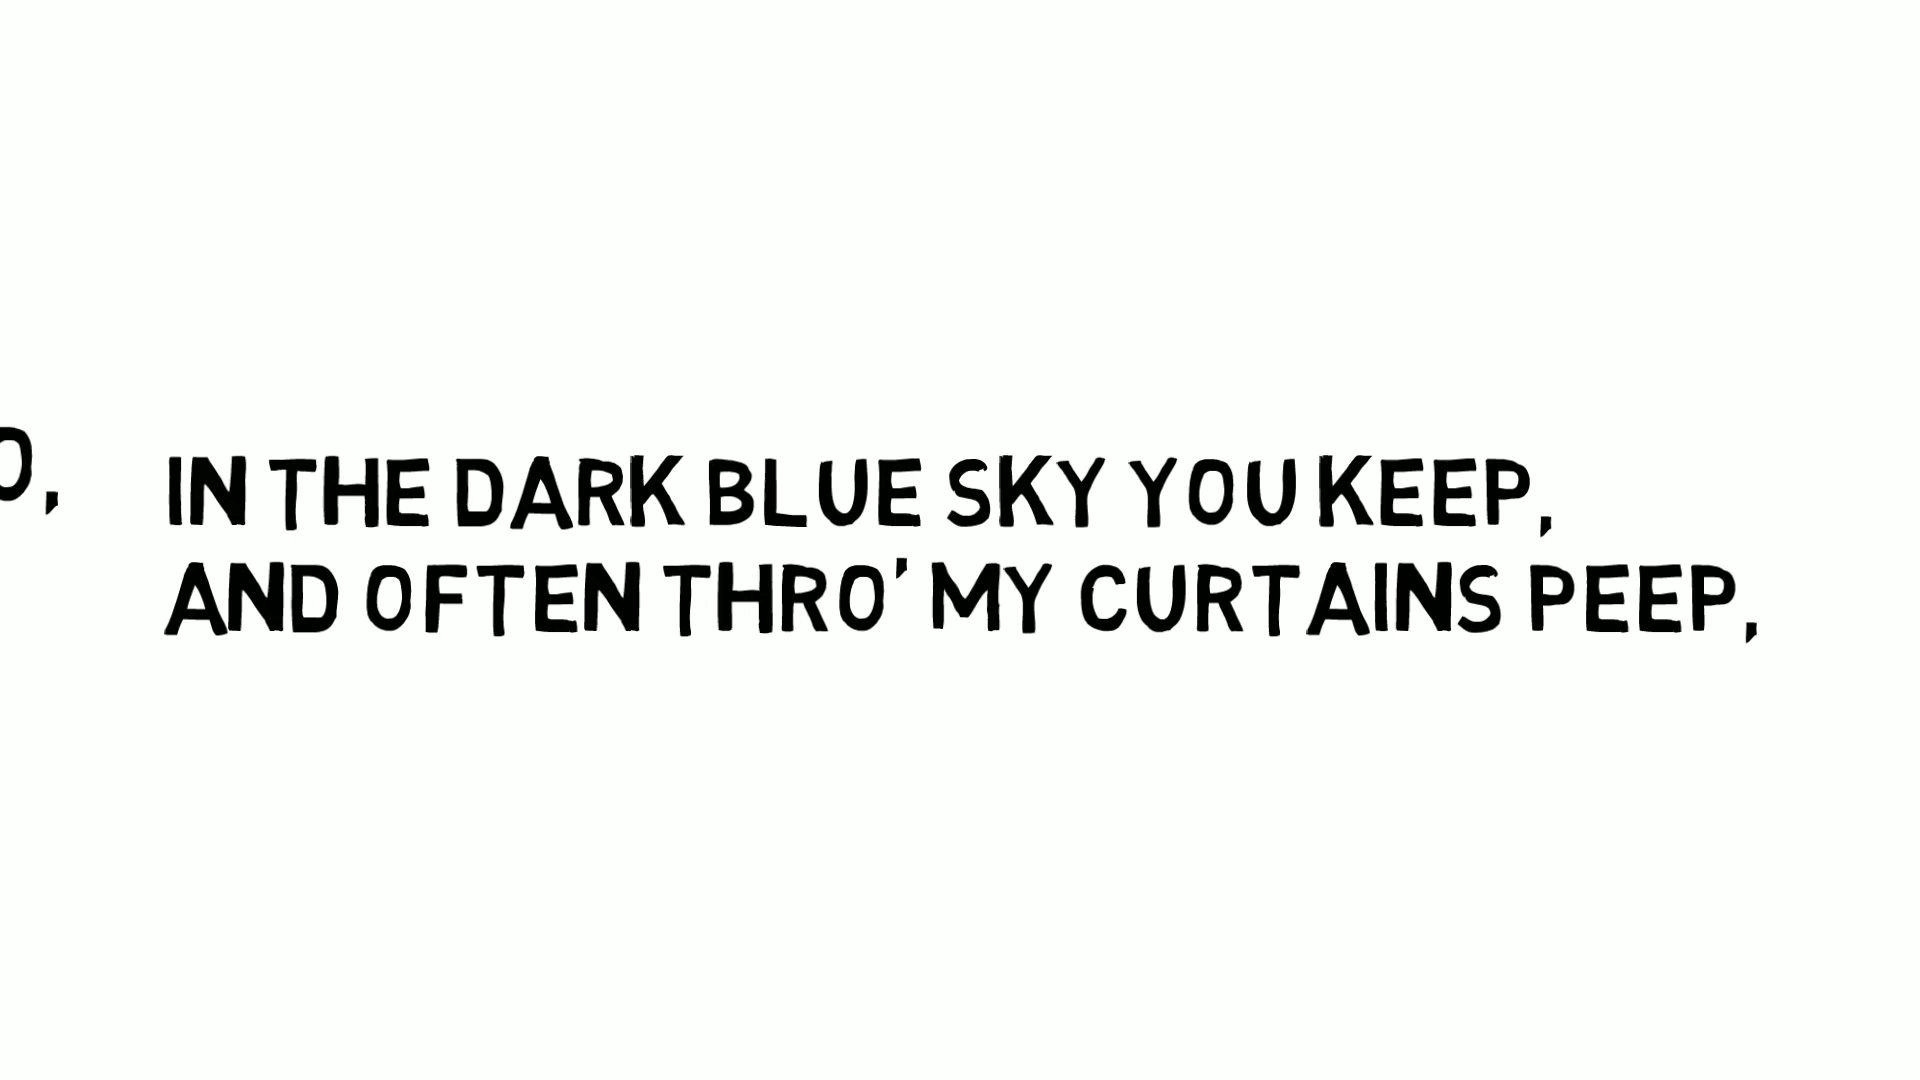 IN THE DARK BLUE SKY YOU KEEP,
AND OFTEN THRO' MY CURTAINS PEEP,